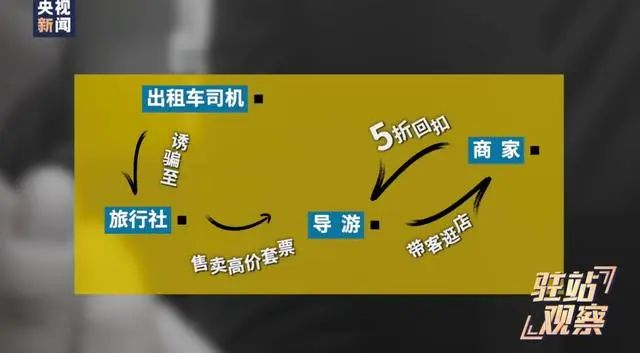 央视
新闻
出租车司机
诱骗至
5折回扣
商家
旅行社
导游
售卖高价套票
带客逛店
驻站
观察